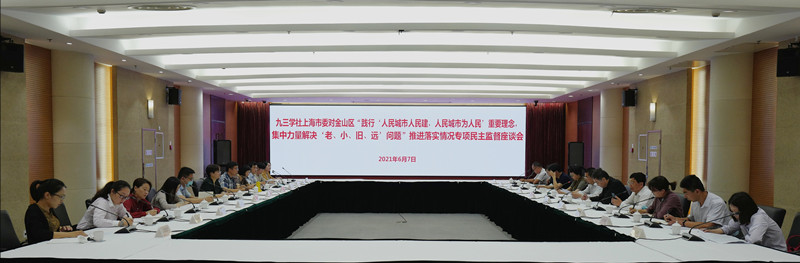 九三学社上海市委对金山区“践行‘人民城市人民建，人民城市为人民’重要理念，
集中力量解决‘老、小、旧、远’问题”推进落实情况专项民主监督座谈会
2021年6月7日